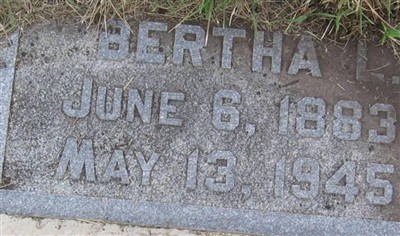 BERTHA L.
JUNE 6, 1883
MAY 13, 1945